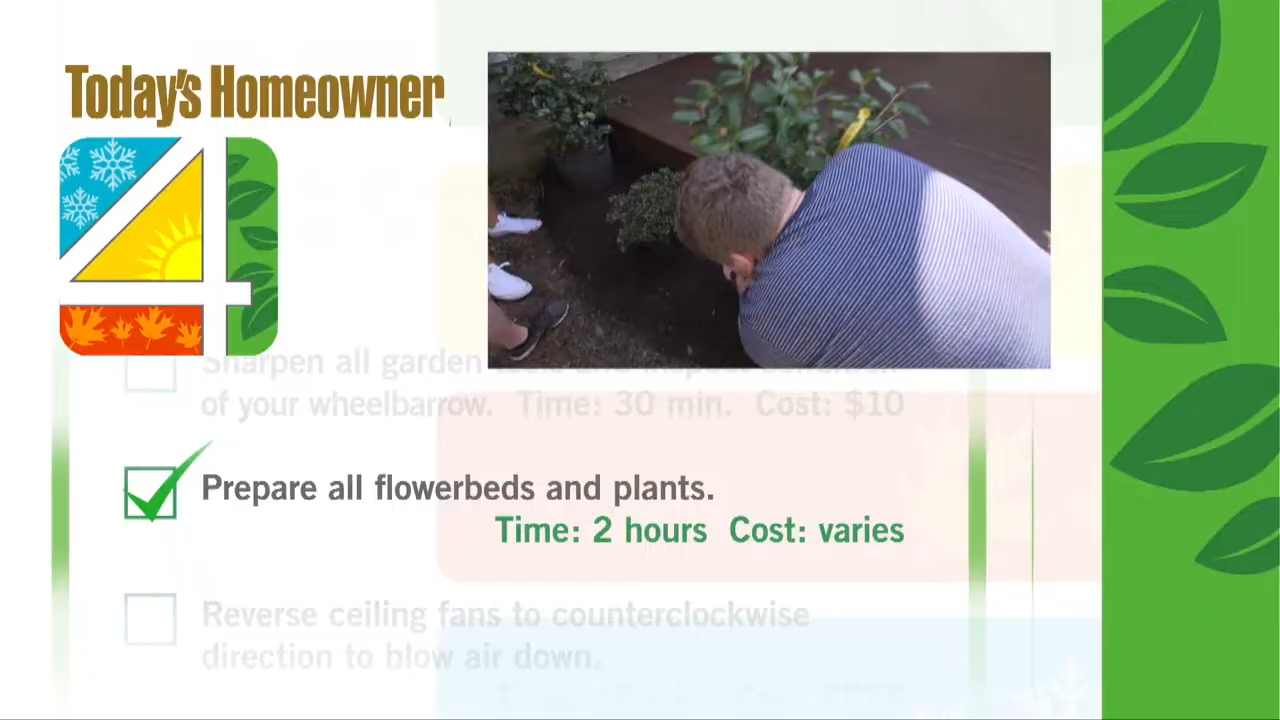 Today's Homeowner
4
Sharpen all garden
of your wheelbarrow. Time: 30 min. Cost: $10
Prepare all flowerbeds and plants.
Time: 2 hours Cost: varies
Reverse ceiling fans to counterclockwise
direction to blow air down.